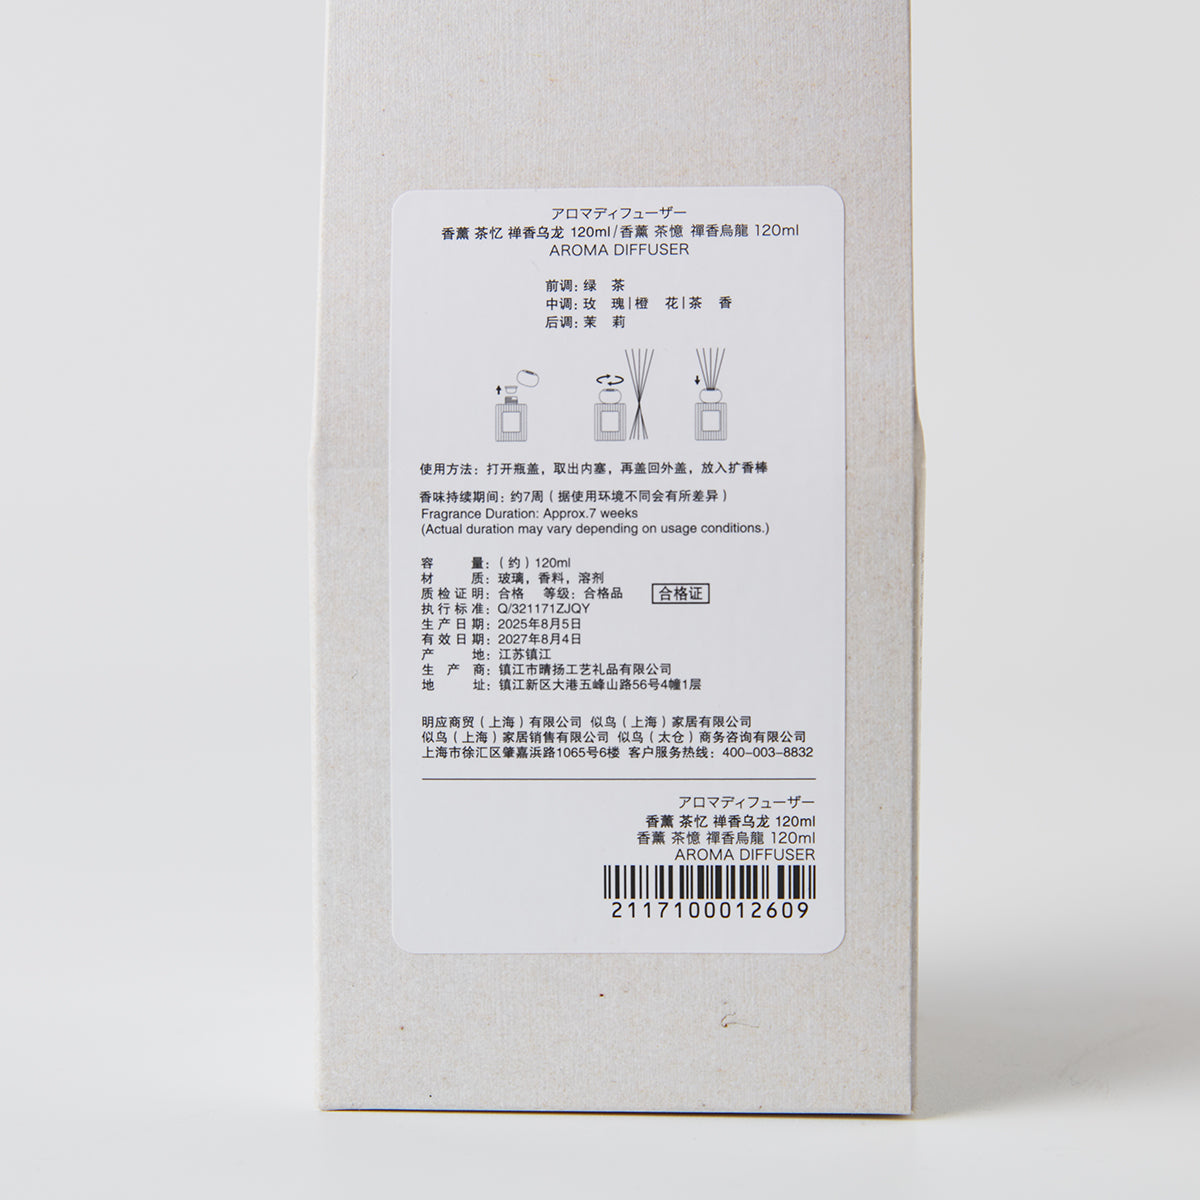 アロマディフューザー
香薰 茶忆 禅香乌龙 120ml/香薰 茶憶 禪香烏龍 120ml
AROMA DIFFUSER
前调: 绿 茶
中调: 玫 瑰|橙 花|茶 香
后调: 茉 莉
使用方法: 打开瓶盖, 取出内塞, 再盖回外盖, 放入扩香棒
香味持续期间: 约7周 (据使用环境不同会有所差异)
Fragrance Duration: Approx.7 weeks
(Actual duration may vary depending on usage conditions.)
容 量: (约) 120ml
材 质: 玻璃, 香料, 溶剂
质检证明: 合格 等级: 合格品 合格证
执行标准: Q/321171ZJQY
生产日期: 2025年8月5日
有效日期: 2027年8月4日
产 地: 江苏镇江
生 产 商: 镇江市晴扬工艺礼品有限公司
地 址: 镇江新区大港五峰山路56号4幢1层
明应商贸 (上海) 有限公司 似鸟 (上海) 家居有限公司
似鸟 (上海) 家居销售有限公司 似鸟 (太仓) 商务咨询有限公司
上海市徐汇区肇嘉浜路1065号6楼 客户服务热线: 400-003-8832
アロマディフューザー
香薰 茶忆 禅香乌龙 120ml
香薰 茶憶 禪香烏龍 120ml
AROMA DIFFUSER
2117100012609